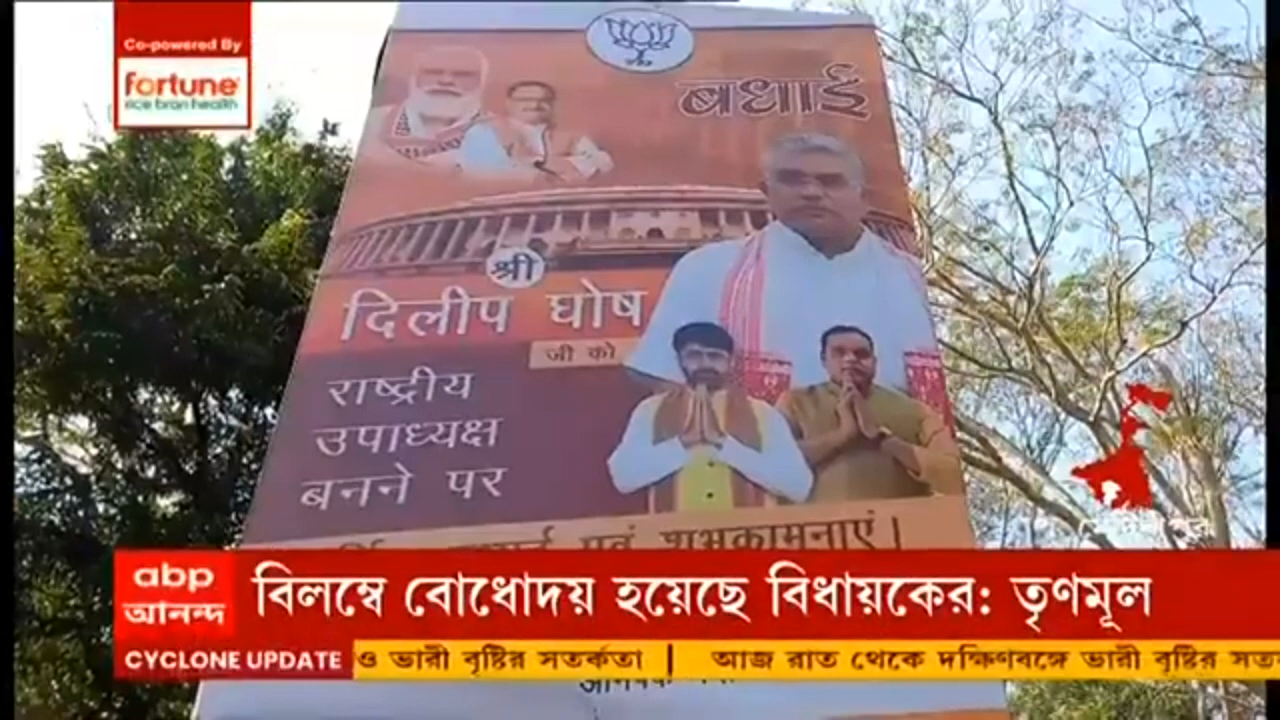 Co-powered By
fortune
rice bran health
बधाई
श्री
दिलीप घोष
जी को
राष्ट्रीय
उपाध्यक्ष
बनने पर
एवं शुभकामनाएं।
abp
আনন্দ
বিলম্বে বোধোদয় হয়েছে বিধায়কের: তৃণমূল
CYCLONE UPDATE
ও ভারী বৃষ্টির সতর্কতা | আজ রাত থেকে দক্ষিণবঙ্গে ভারী বৃষ্টির